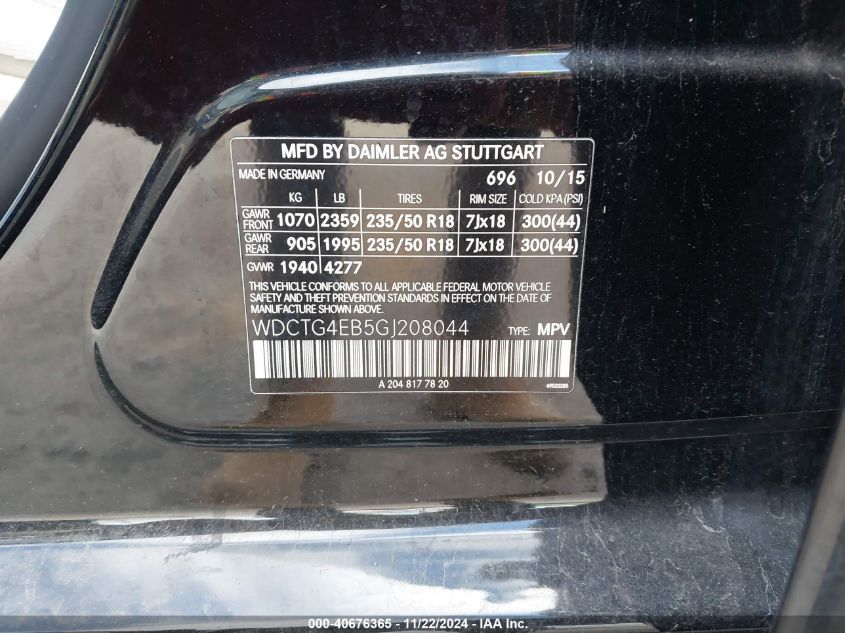 MFD BY DAIMLER AG STUTTGART
MADE IN GERMANY 696 10/15
KG LB TIRES RIM SIZE COLD KPA (PSI)
GAWR FRONT 1070 2359 235/50 R18 7Jx18 300(44)
GAWR REAR 905 1995 235/50 R18 7Jx18 300(44)
GVWR 1940 4277
THIS VEHICLE CONFORMS TO ALL APPLICABLE FEDERAL MOTOR VEHICLE
SAFETY AND THEFT PREVENTION STANDARDS IN EFFECT ON THE DATE OF
MANUFACTURE SHOWN ABOVE.
WDCTG4EB5GJ208044 TYPE: MPV
A 204 817 78 20
000-40676365 - 11/22/2024 - IAA Inc.